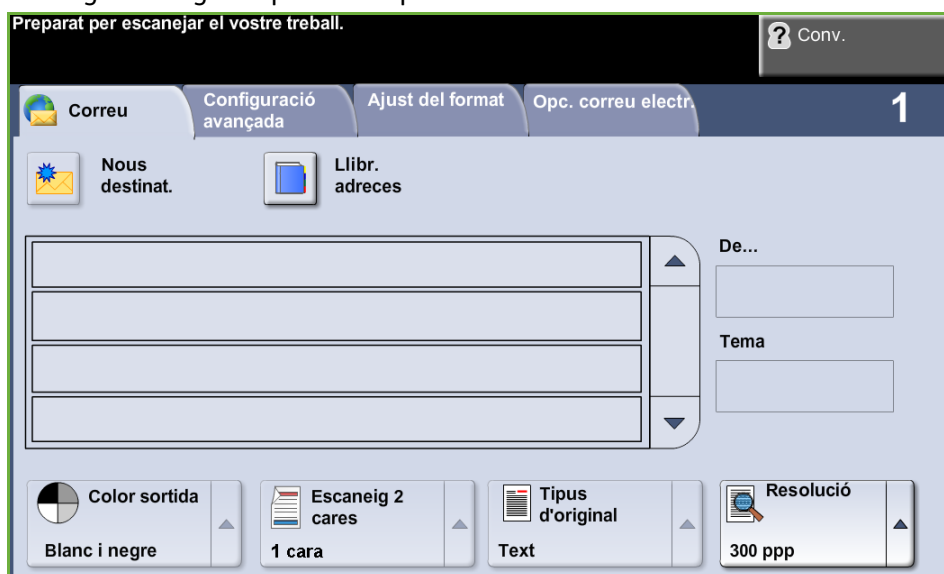 Preparat per escanejar el vostre treball.
? Conv.
Correu
Configuració
avançada
Ajust del format
Opc. correu electr.
1
Nous
destinat.
Llibr.
adreces
De...
Tema
Color sortida
Blanc i negre
Escaneig 2
cares
1 cara
Tipus
d'original
Text
Resolució
300 ppp